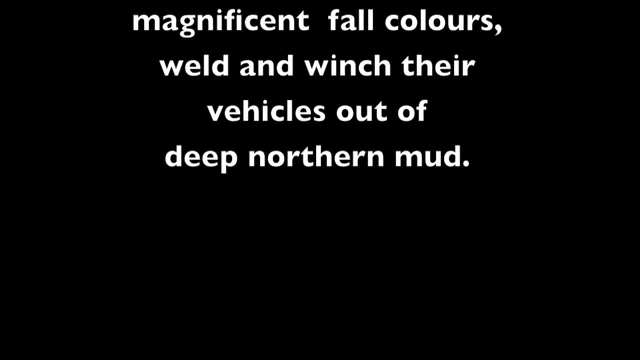 magnificent  fall colours,
weld and winch their
vehicles out of
deep northern mud.